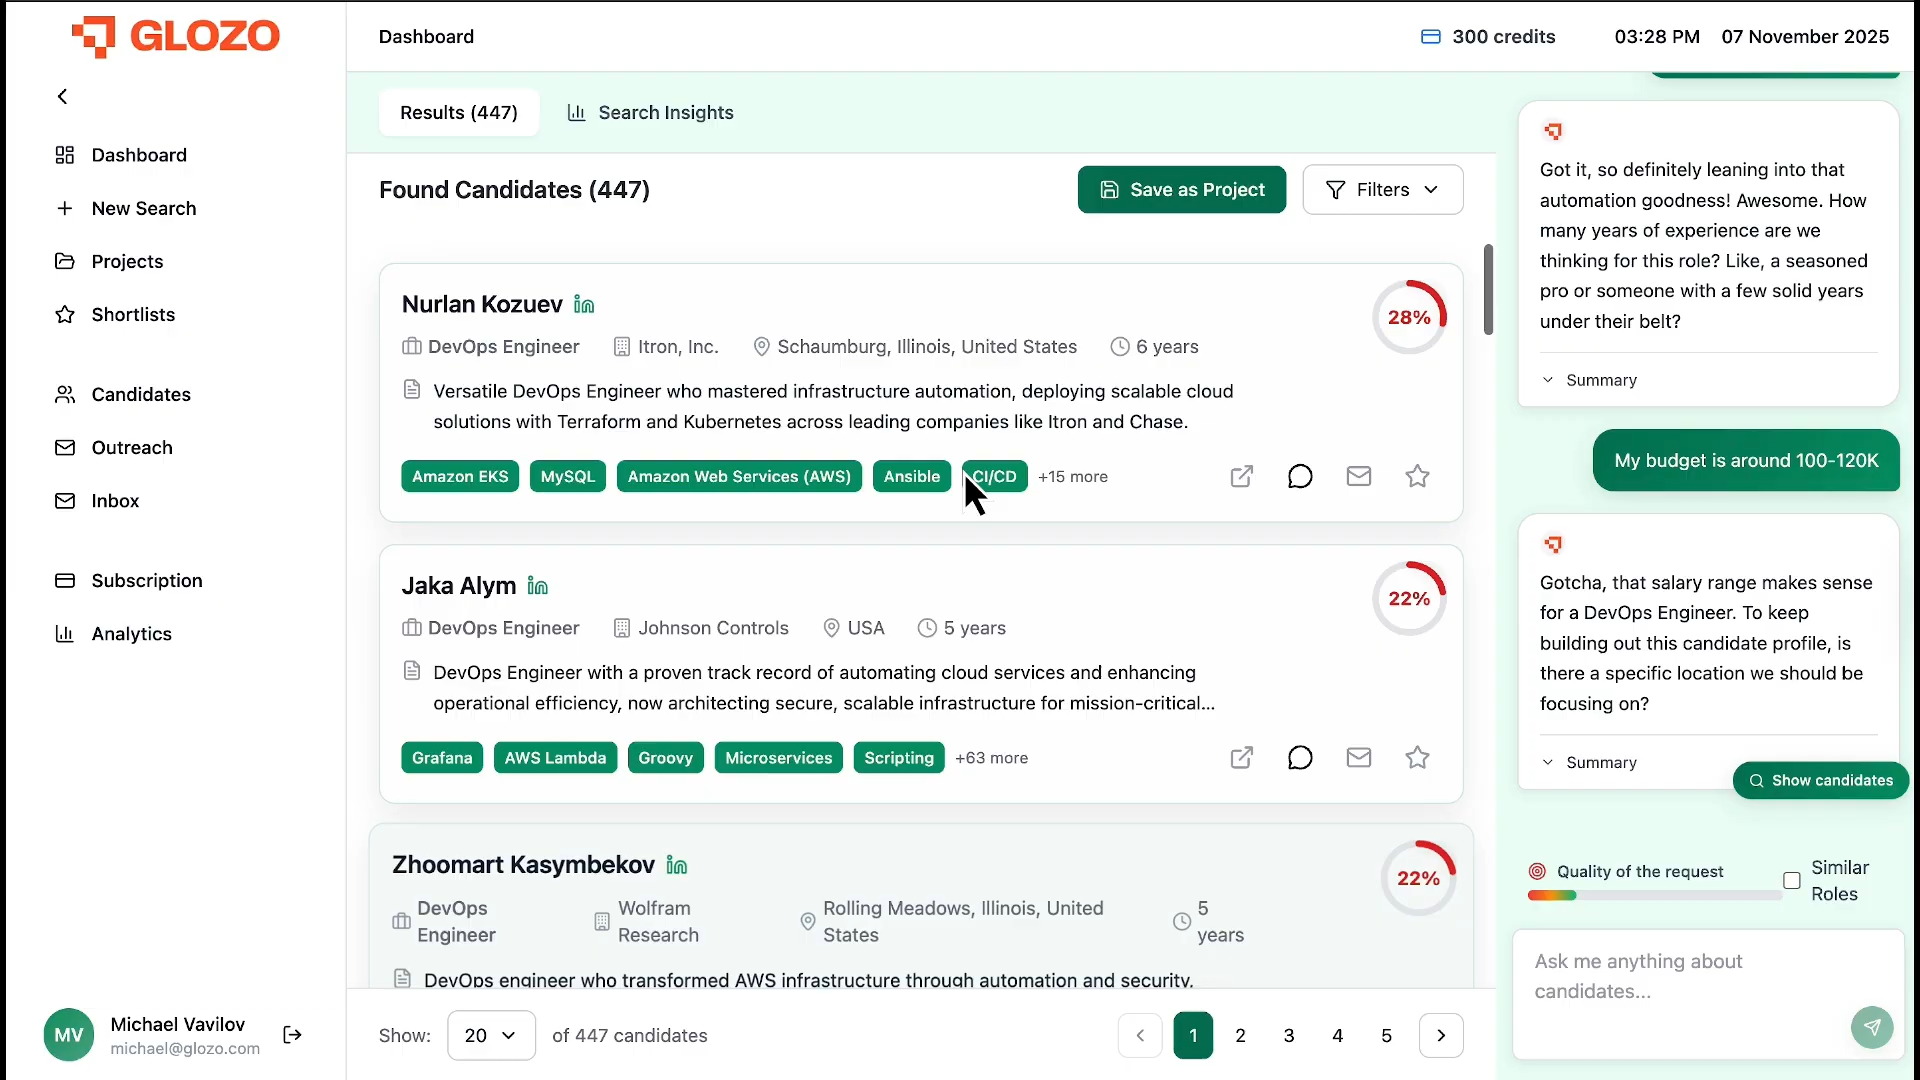 GLOZO
Dashboard
300 credits
03:28 PM
07 November 2025
Dashboard
New Search
Projects
Shortlists
Candidates
Outreach
Inbox
Subscription
Analytics
MV
Michael Vavilov
michael@glozo.com
Results (447)
Search Insights
Found Candidates (447)
Save as Project
Filters
Nurlan Kozuev in
28%
DevOps Engineer
Itron, Inc.
Schaumburg, Illinois, United States
6 years
Versatile DevOps Engineer who mastered infrastructure automation, deploying scalable cloud
solutions with Terraform and Kubernetes across leading companies like Itron and Chase.
Amazon EKS
MySQL
Amazon Web Services (AWS)
Ansible
CI/CD
+15 more
Jaka Alym in
22%
DevOps Engineer
Johnson Controls
USA
5 years
DevOps Engineer with a proven track record of automating cloud services and enhancing
operational efficiency, now architecting secure, scalable infrastructure for mission-critical...
Grafana
AWS Lambda
Groovy
Microservices
Scripting
+63 more
Zhoomart Kasymbekov in
22%
DevOps
Engineer
Wolfram
Research
Rolling Meadows, Illinois, United
States
5
years
DevOps engineer who transformed AWS infrastructure through automation and security,
Show:
20
of 447 candidates
1
2
3
4
5
Got it, so definitely leaning into that
automation goodness! Awesome. How
many years of experience are we
thinking for this role? Like, a seasoned
pro or someone with a few solid years
under their belt?
Summary
My budget is around 100-120K
Gotcha, that salary range makes sense
for a DevOps Engineer. To keep
building out this candidate profile, is
there a specific location we should be
focusing on?
Summary
Show candidates
Quality of the request
Similar
Roles
Ask me anything about
candidates...